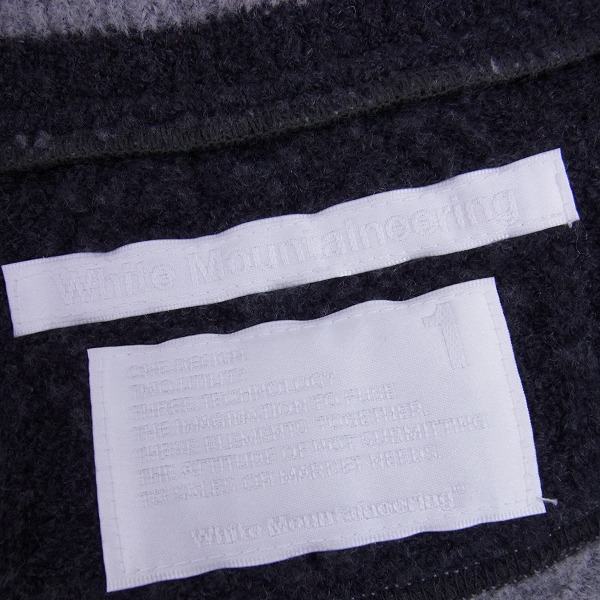 White Mountaineering
1
ONE:DESIGN
TWO:UTILITY
THREE:TECHNOLOGY
THE IMAGINATION TO FUSE
THESE ELEMENTS TOGETHER.
THE ATTITUDE OF NOT SUBMITTING
TO RULES OR MARKET NEEDS.
White Mountaineering